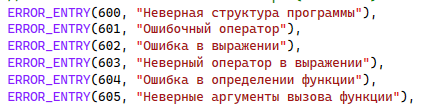 ERROR_ENTRY(600, "Неверная структура программы"),
ERROR_ENTRY(601, "Ошибочный оператор"),
ERROR_ENTRY(602, "Ошибка в выражении"),
ERROR_ENTRY(603, "Неверный оператор в выражении"),
ERROR_ENTRY(604, "Ошибка в определении функции"),
ERROR_ENTRY(605, "Неверные аргументы вызова функции"),